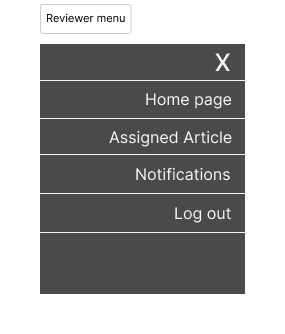 Reviewer menu
X
Home page
Assigned Article
Notifications
Log out